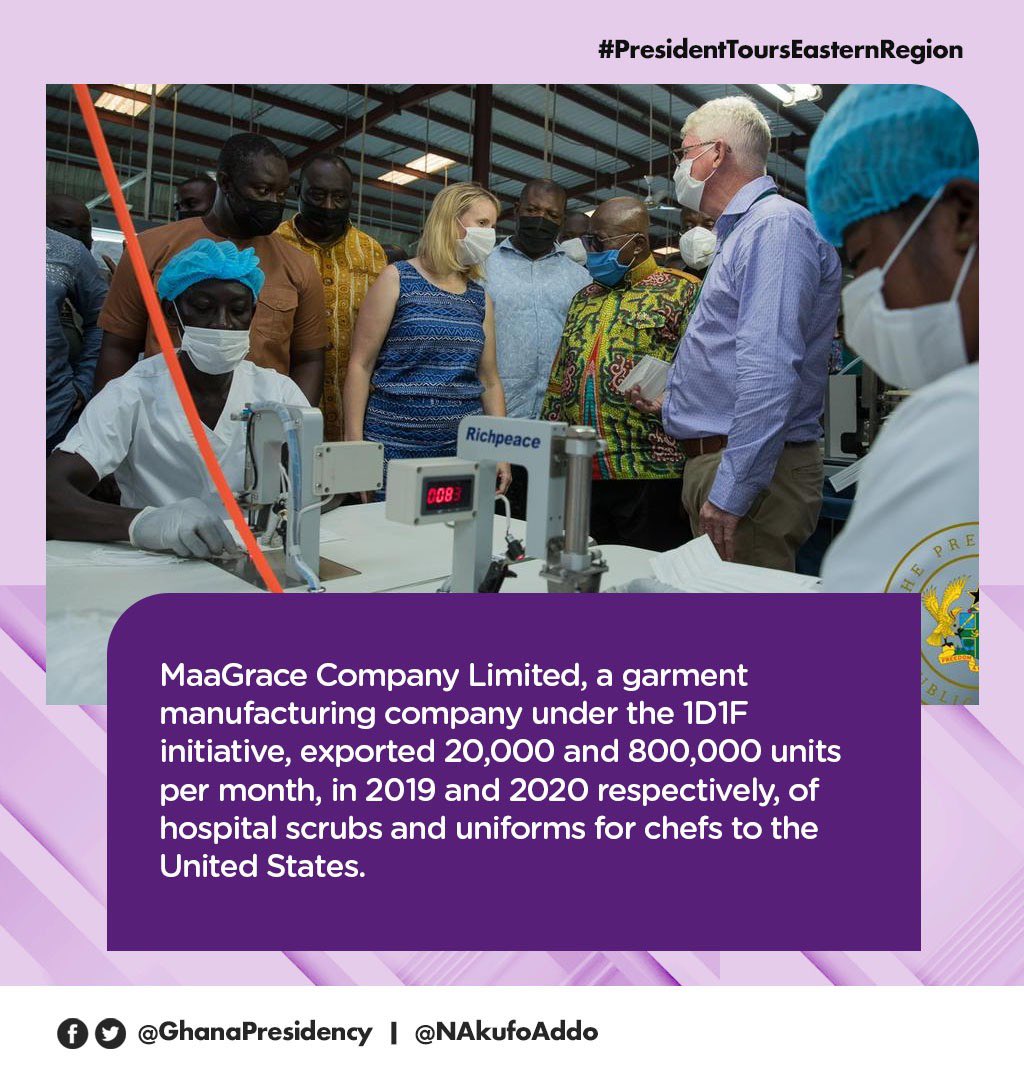 #PresidentToursEasternRegion
Richpeace
008
MaaGrace Company Limited, a garment
manufacturing company under the 1D1F
initiative, exported 20,000 and 800,000 units
per month, in 2019 and 2020 respectively, of
hospital scrubs and uniforms for chefs to the
United States.
@GhanaPresidency | @NAkufoAddo